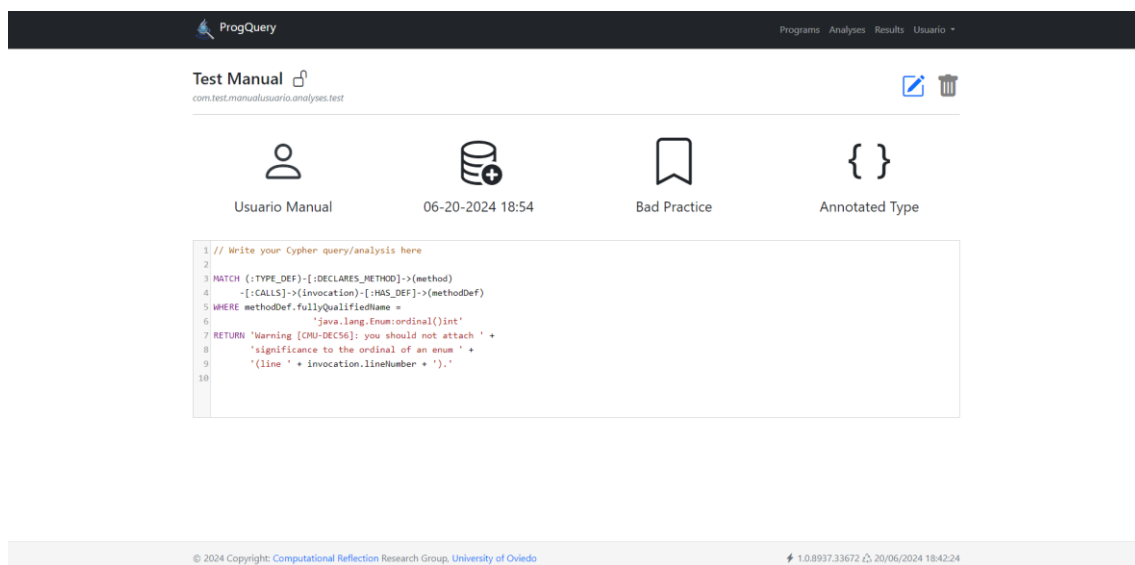 ProgQuery
Programs Analyses Results Usuario
Test Manual
com.test.manualusuario.analyses.test
Usuario Manual
06-20-2024 18:54
Bad Practice
{ }
Annotated Type
1 // Write your Cypher query/analysis here
2
3 MATCH (:TYPE_DEF)-[:DECLARES_METHOD]->(method)
4 -[:CALLS]->(invocation)-[:HAS_DEF]->(methodDef)
5 WHERE methodDef.fullyQualifiedName =
6 'java.lang.Enum:ordinal()int'
7 RETURN 'Warning [CMU-DEC56]: you should not attach ' +
8 'significance to the ordinal of an enum ' +
9 '(line ' + invocation.lineNumber + ').'
10
© 2024 Copyright: Computational Reflection Research Group, University of Oviedo
1.0.8937.33672 20/06/2024 18:42:24